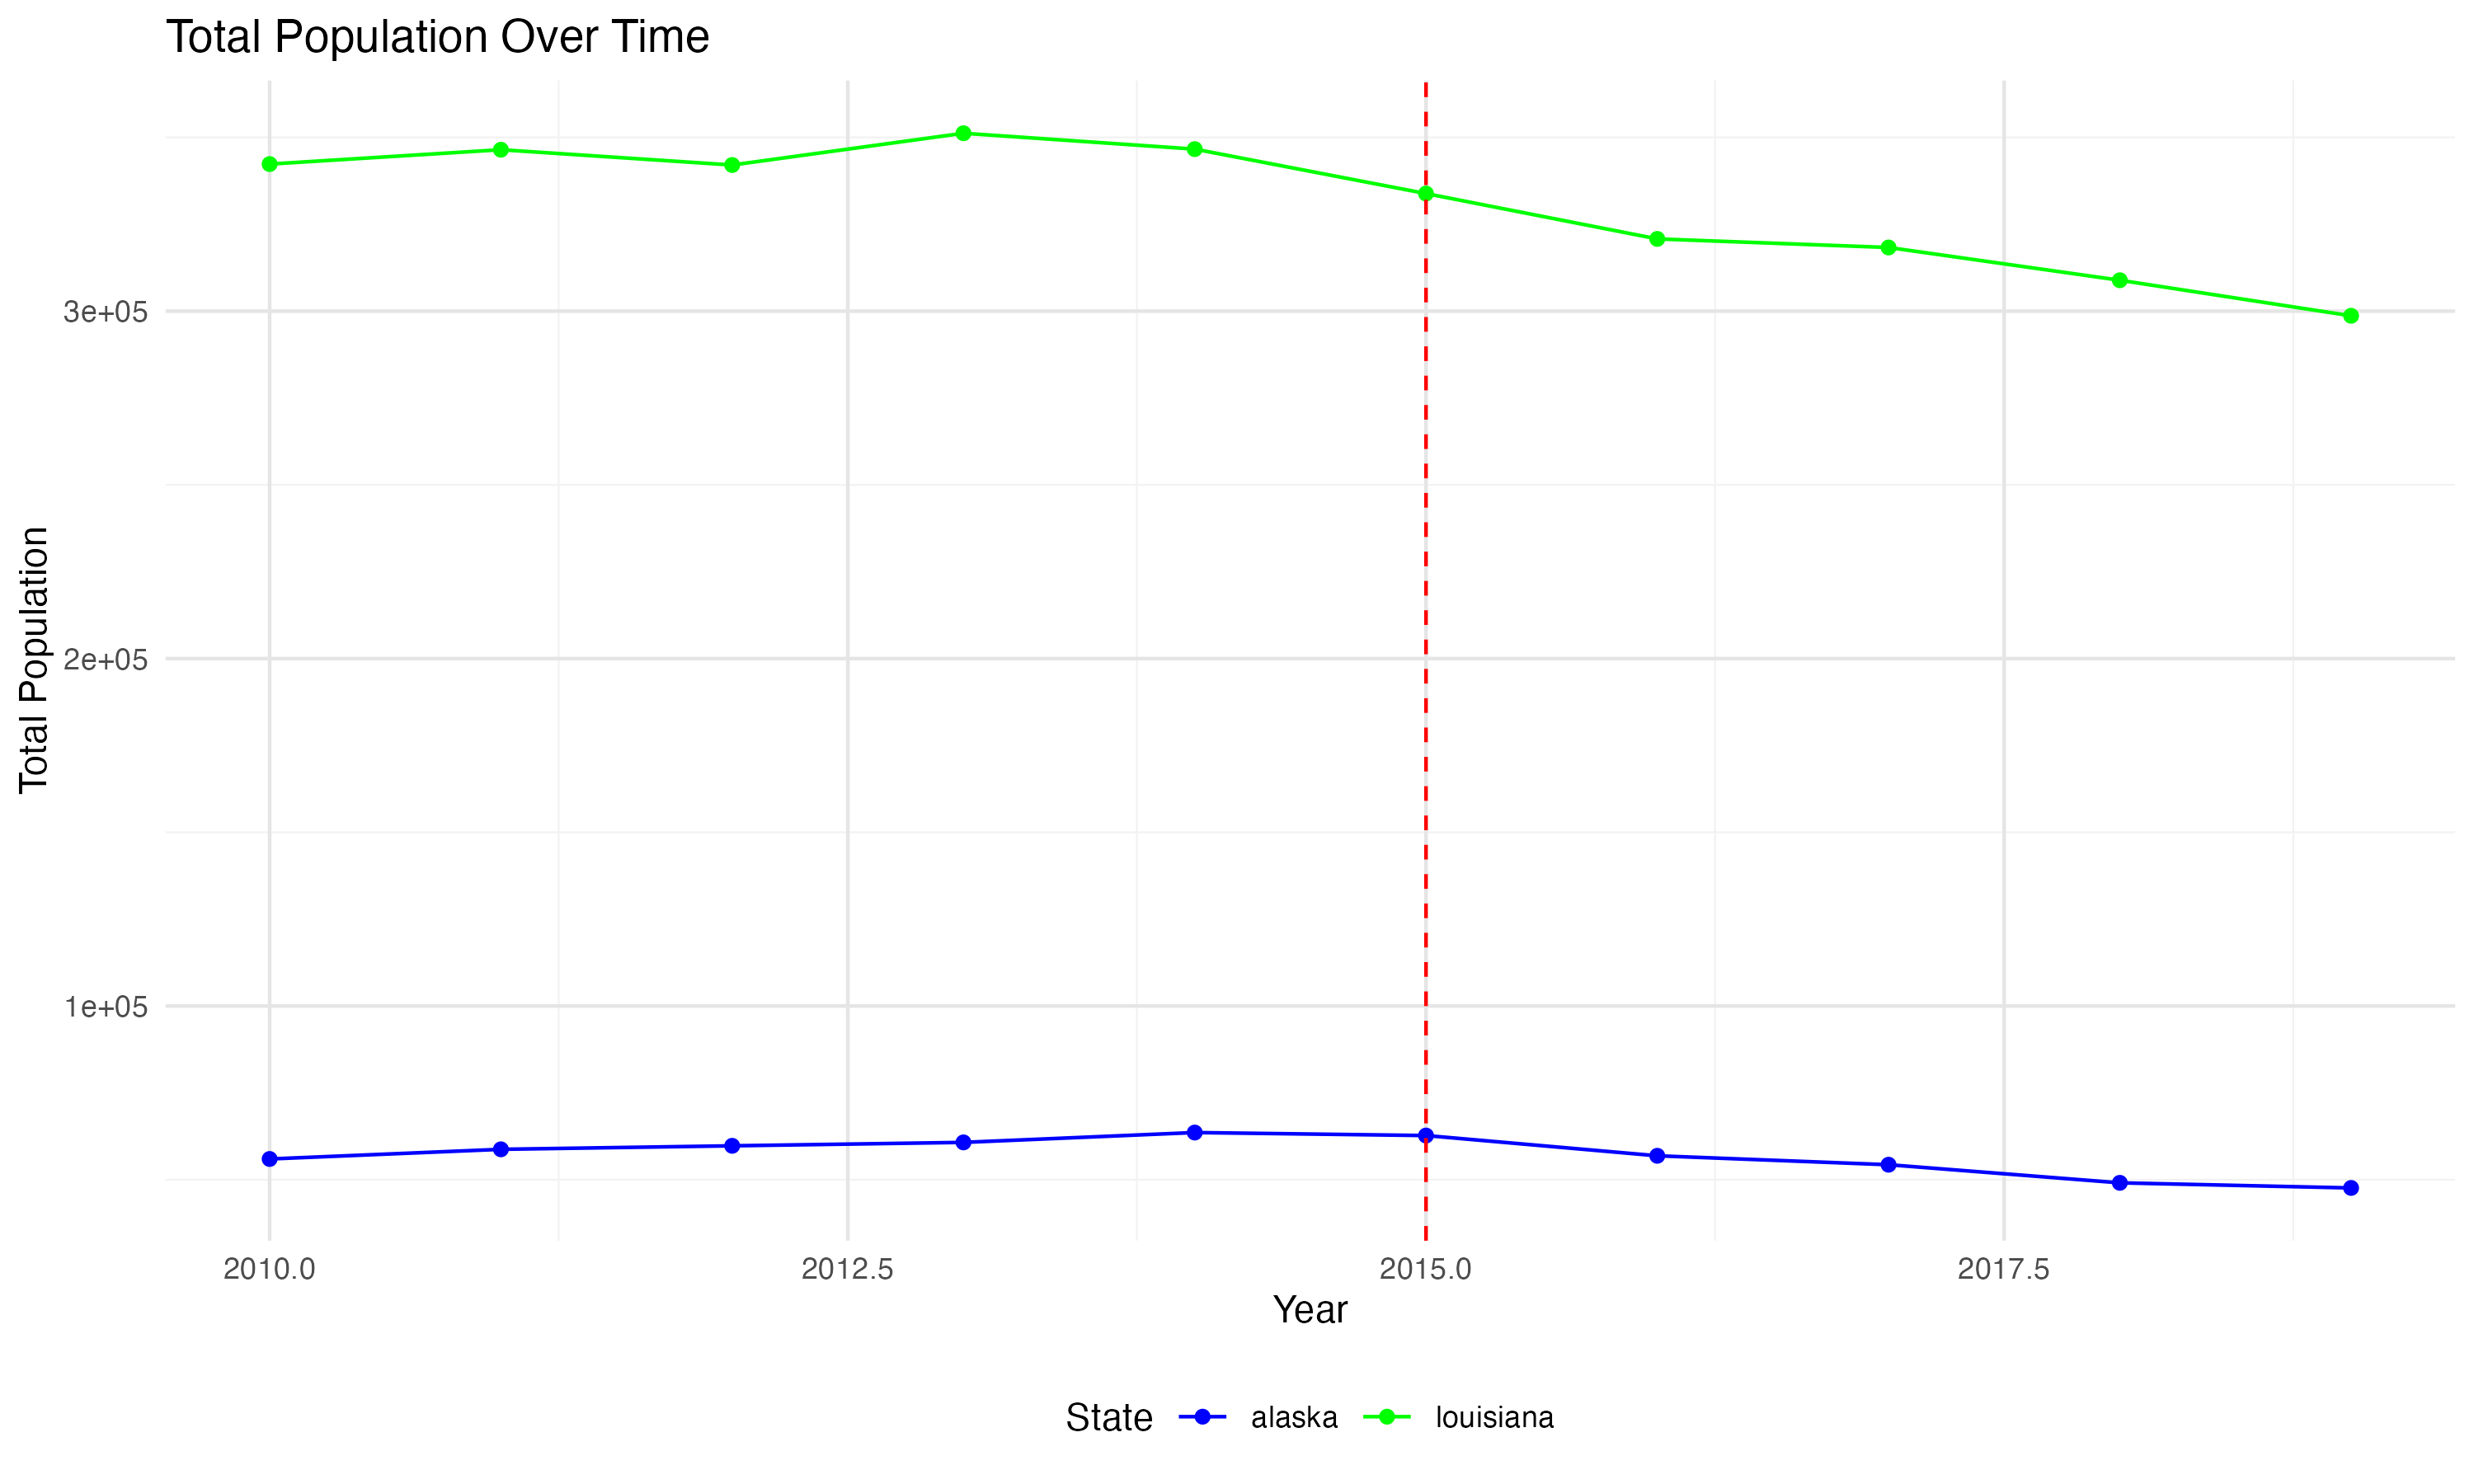 Total Population Over Time
Total Population
3e+05
2e+05
1e+05
2010.0 2012.5 2015.0 2017.5
Year
State alaska louisiana